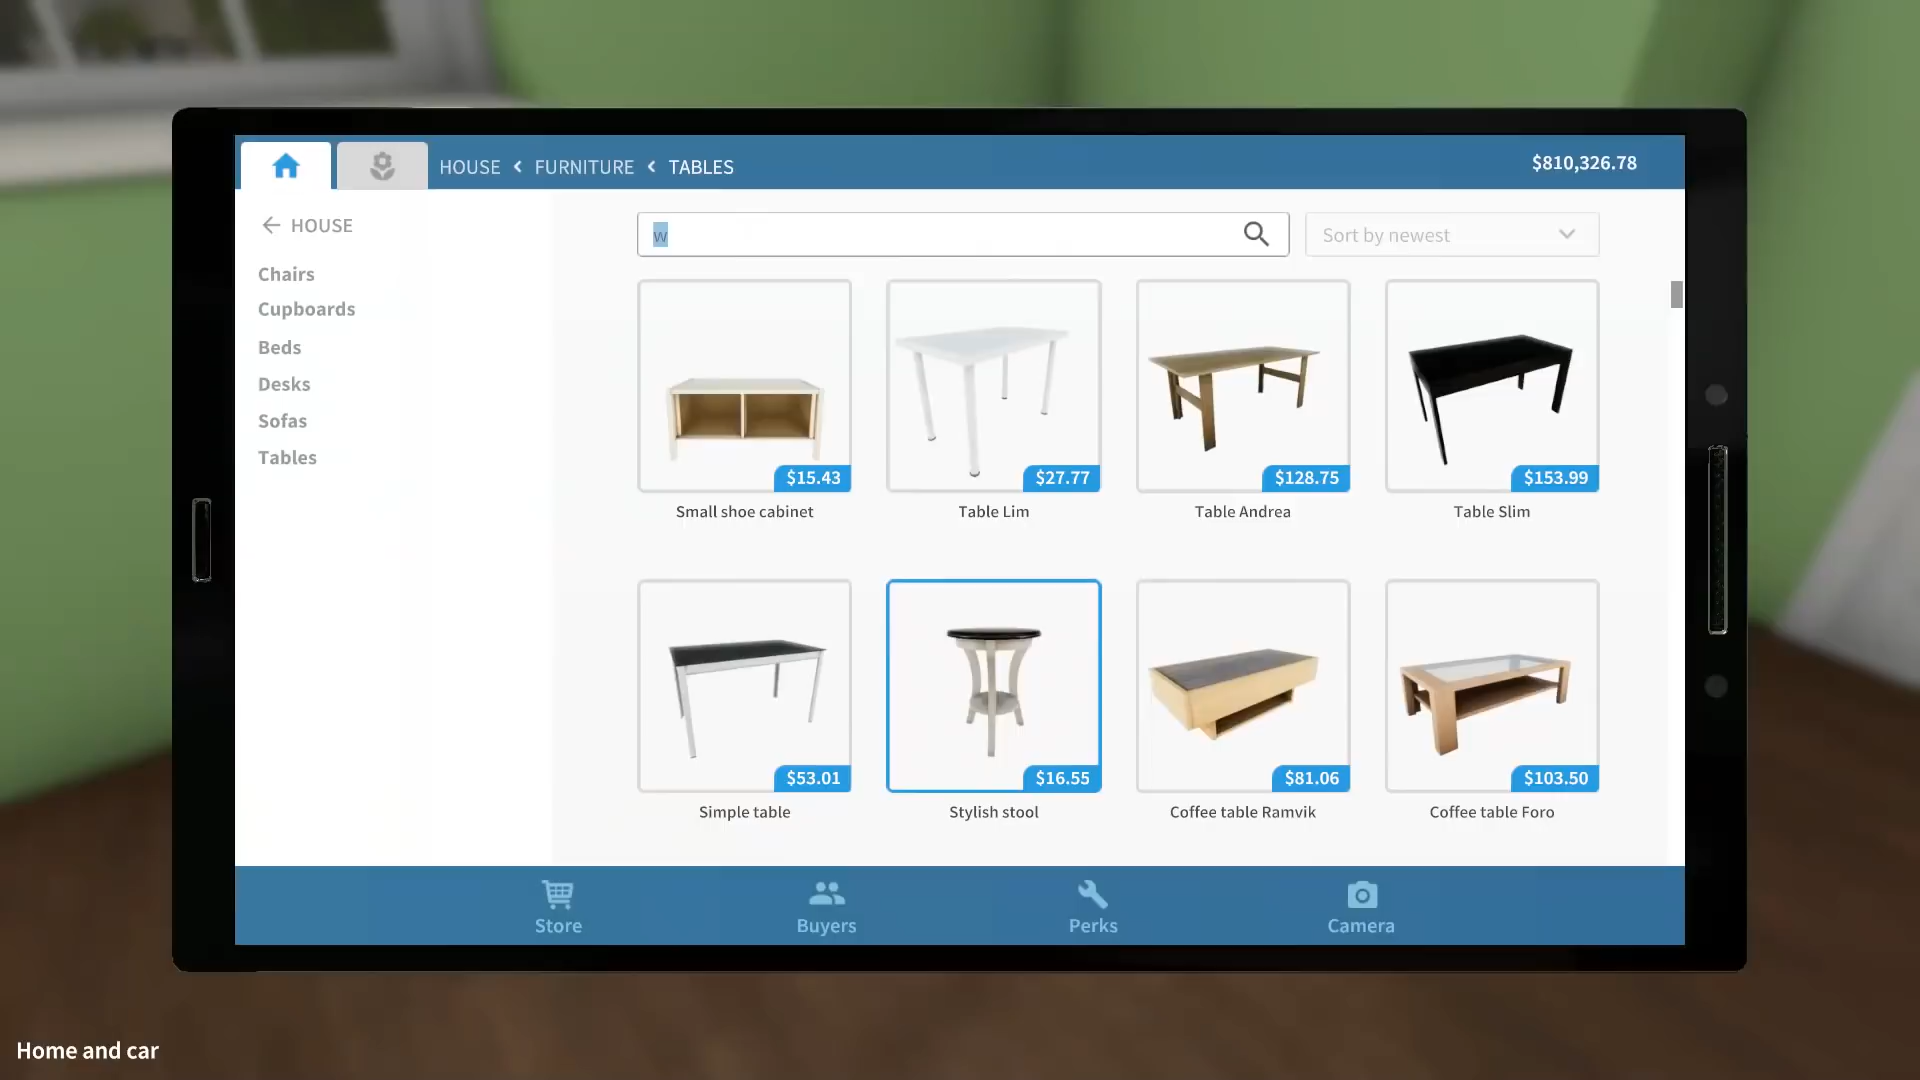 HOUSE
FURNITURE
TABLES
$810,326.78
HOUSE
Chairs
Cupboards
Beds
Desks
Sofas
Tables
w
Sort by newest
$15.43
$27.77
$128.75
$153.99
Small shoe cabinet
Table Lim
Table Andrea
Table Slim
$53.01
$16.55
$81.06
$103.50
Simple table
Stylish stool
Coffee table Ramvik
Coffee table Foro
Store
Buyers
Perks
Camera
Home and car